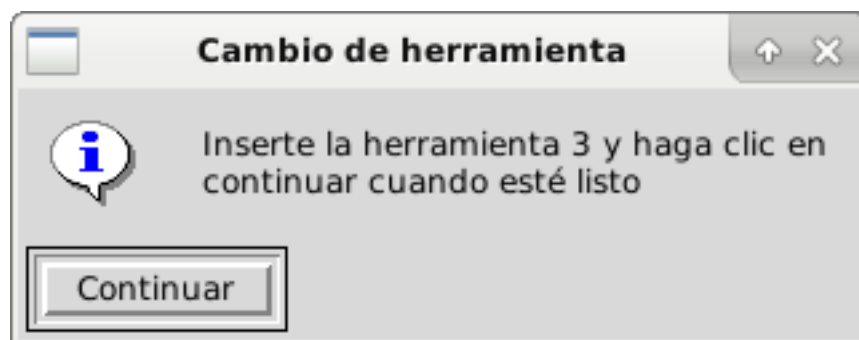 Cambio de herramienta
Inserte la herramienta 3 y haga clic en
continuar cuando esté listo
Continuar